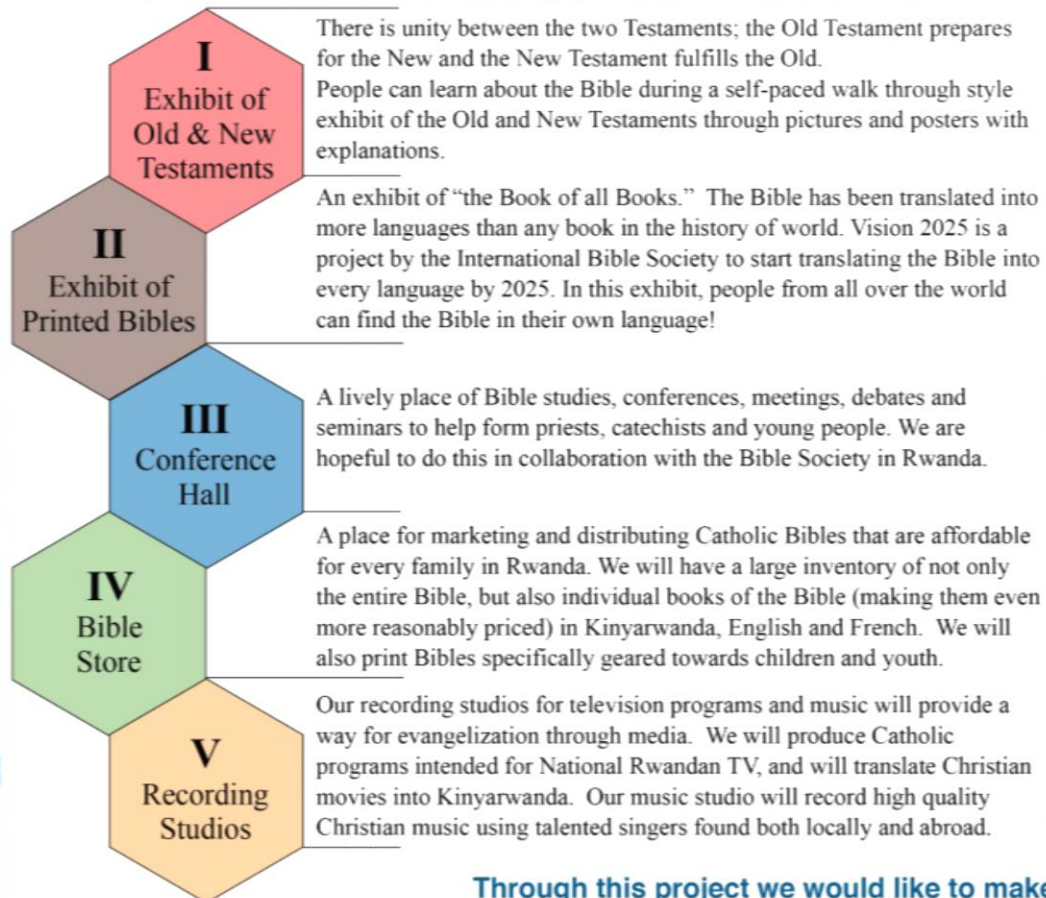 I
Exhibit of
Old & New
Testaments
There is unity between the two Testaments; the Old Testament prepares
for the New and the New Testament fulfills the Old.
People can learn about the Bible during a self-paced walk through style
exhibit of the Old and New Testaments through pictures and posters with
explanations.
II
Exhibit of
Printed Bibles
An exhibit of “the Book of all Books.” The Bible has been translated into
more languages than any book in the history of world. Vision 2025 is a
project by the International Bible Society to start translating the Bible into
every language by 2025. In this exhibit, people from all over the world
can find the Bible in their own language!
III
Conference
Hall
A lively place of Bible studies, conferences, meetings, debates and
seminars to help form priests, catechists and young people. We are
hopeful to do this in collaboration with the Bible Society in Rwanda.
IV
Bible
Store
A place for marketing and distributing Catholic Bibles that are affordable
for every family in Rwanda. We will have a large inventory of not only
the entire Bible, but also individual books of the Bible (making them even
more reasonably priced) in Kinyarwanda, English and French. We will
also print Bibles specifically geared towards children and youth.
V
Recording
Studios
Our recording studios for television programs and music will provide a
way for evangelization through media. We will produce Catholic
programs intended for National Rwandan TV, and will translate Christian
movies into Kinyarwanda. Our music studio will record high quality
Christian music using talented singers found both locally and abroad.
Through this project we would like to make